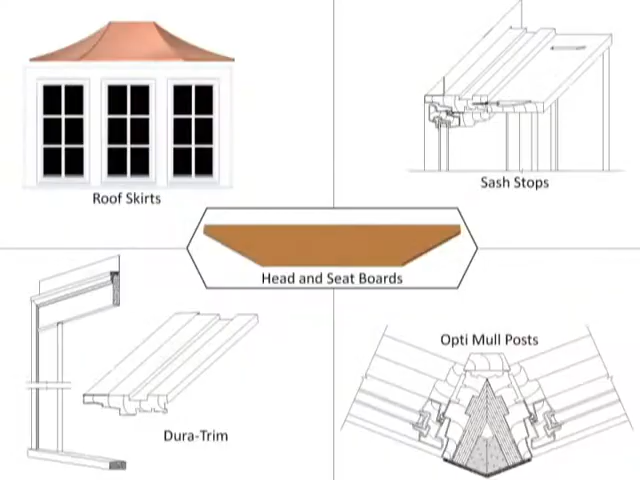 Roof Skirts
Sash Stops
Head and Seat Boards
Opti Mull Posts
Dura-Trim